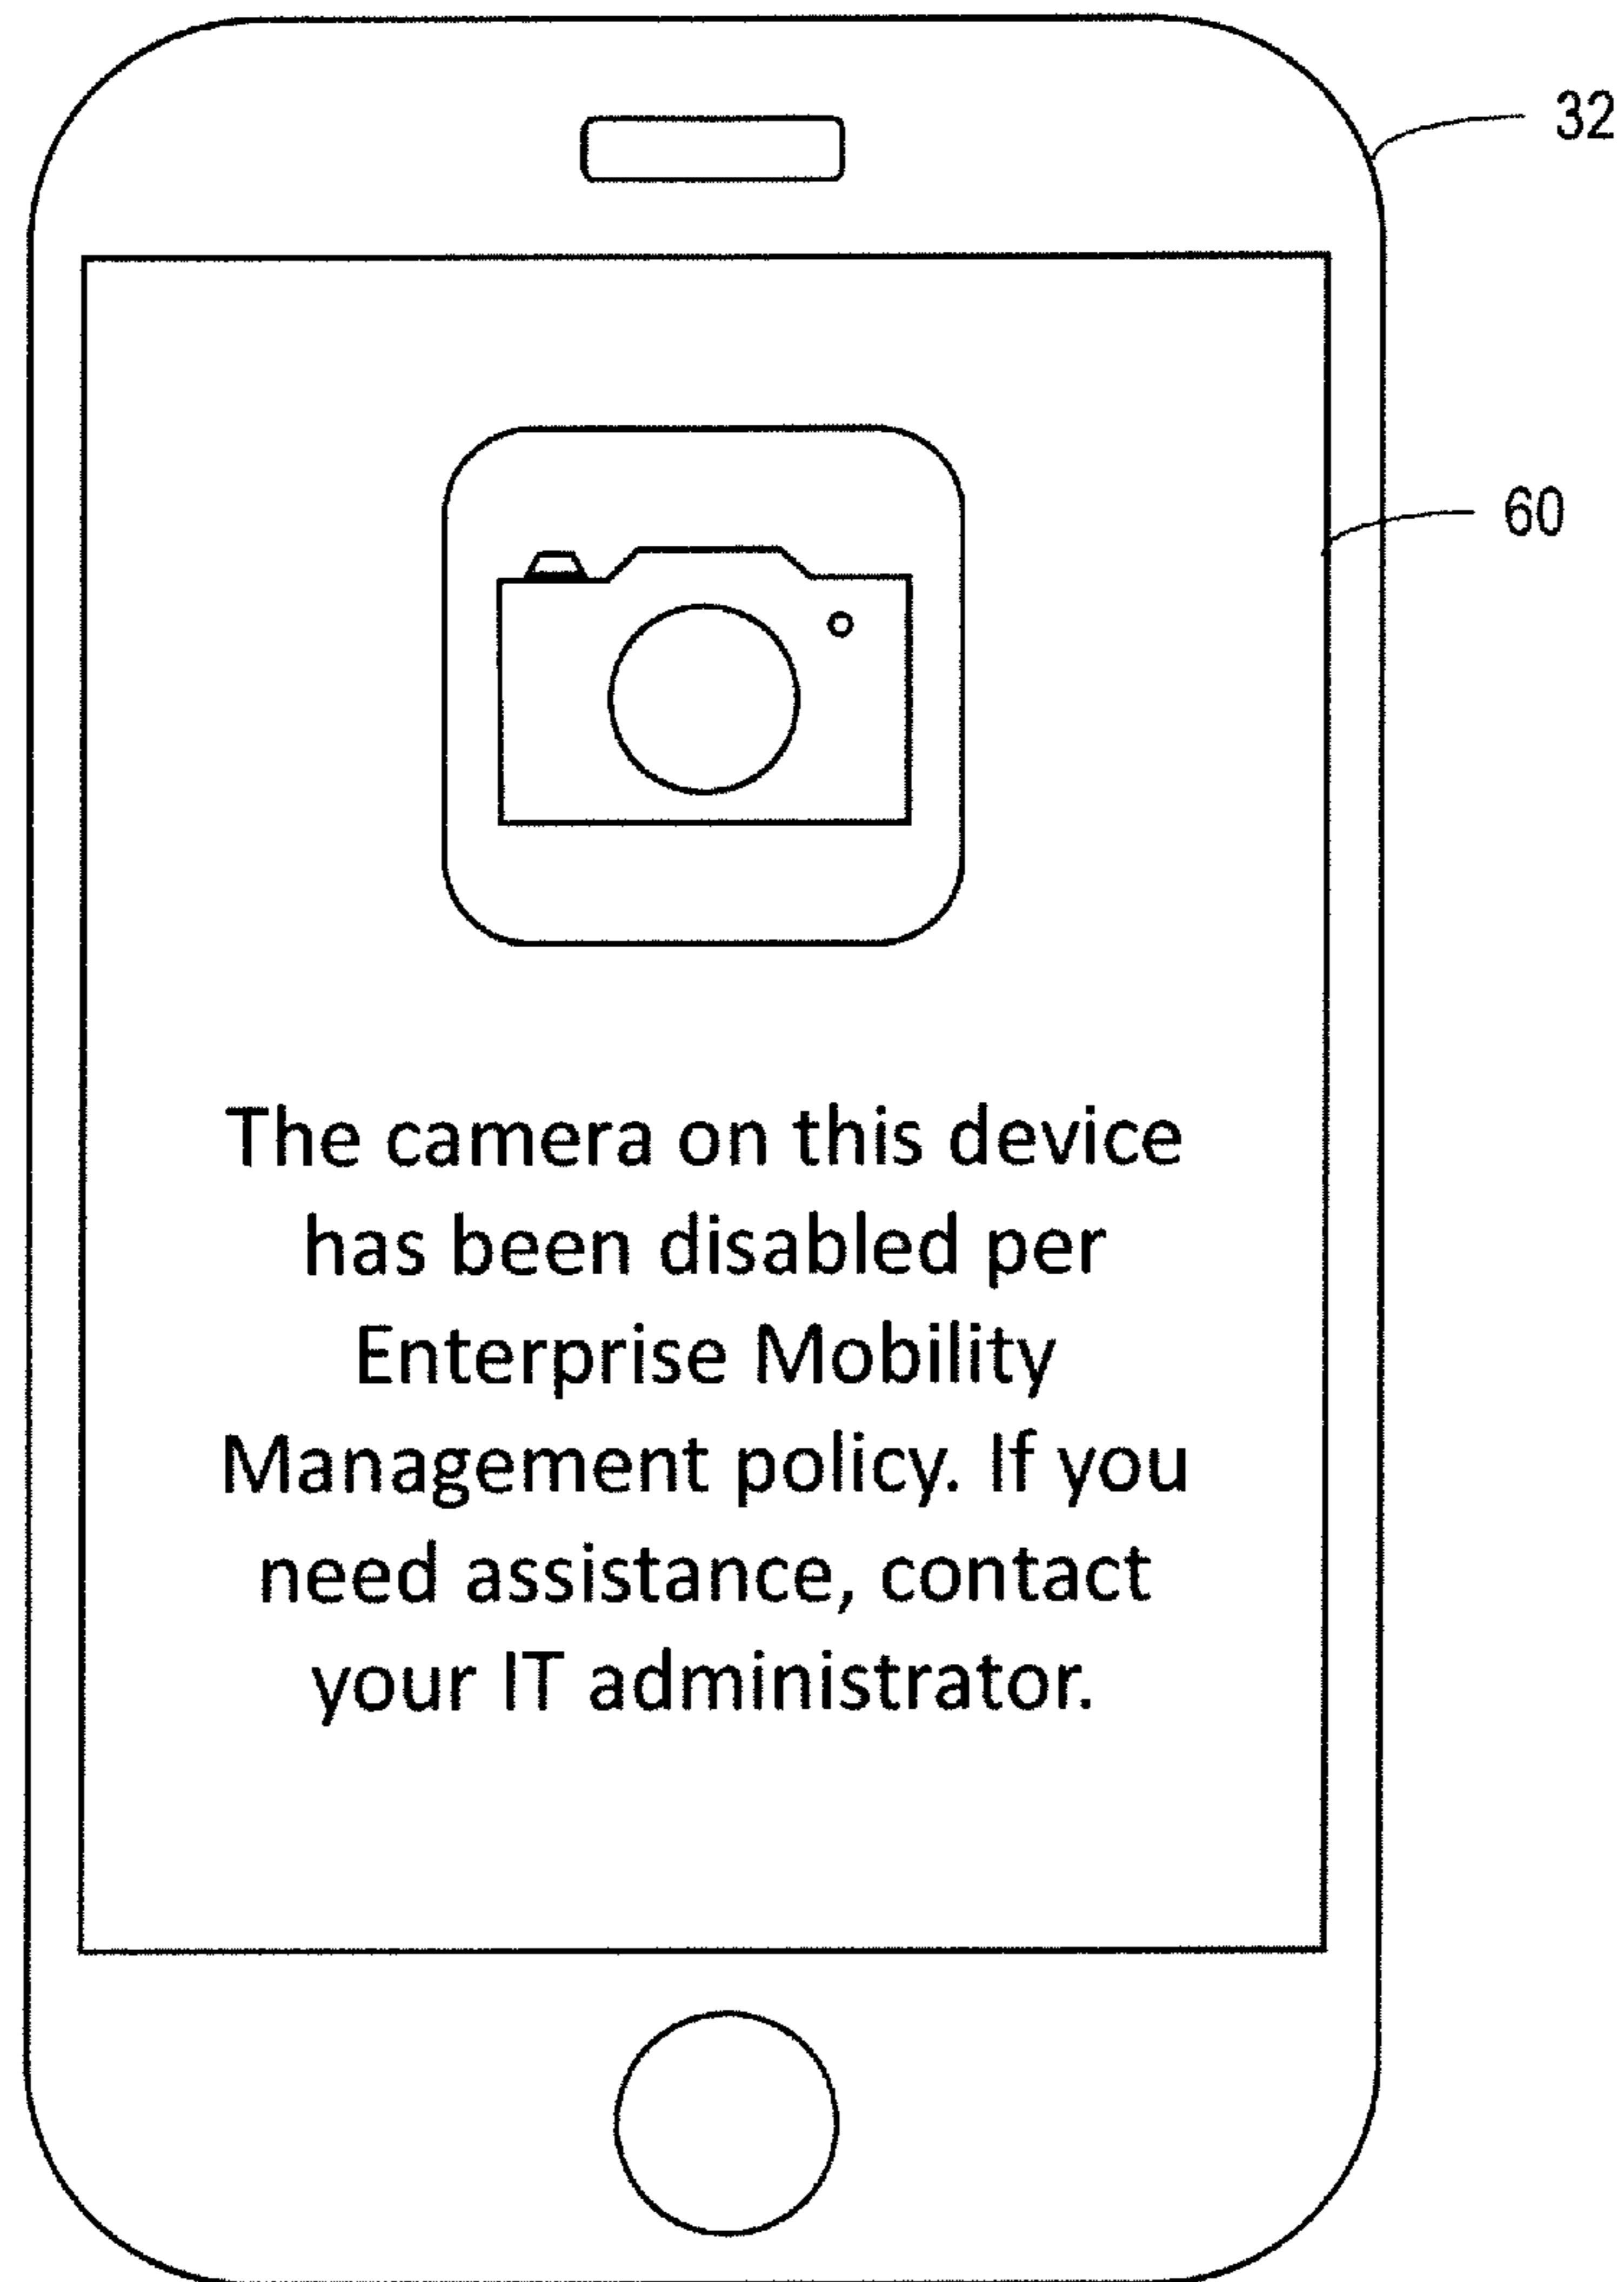 32
60
The camera on this device
has been disabled per
Enterprise Mobility
Management policy. If you
need assistance, contact
your IT administrator.